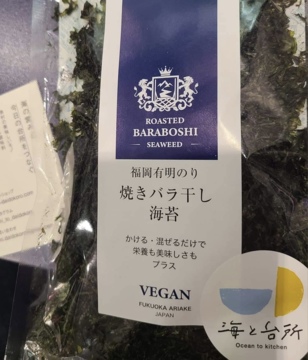 ROASTED
BARABOSHI
SEAWEED
福岡有明のり
焼きバラ干し
海苔
かける・混ぜるだけで
栄養も美味しさも
プラス
VEGAN
FUKUOKA ARIAKE
JAPAN
海と台所
Ocean to kitchen